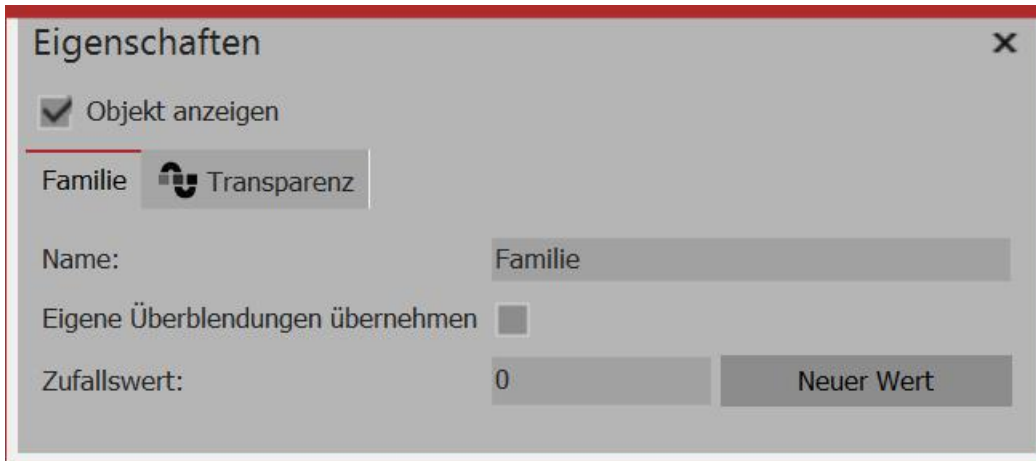 Eigenschaften
Objekt anzeigen
Familie Transparenz
Name: Familie
Eigene Überblendungen übernehmen
Zufallswert: 0 Neuer Wert